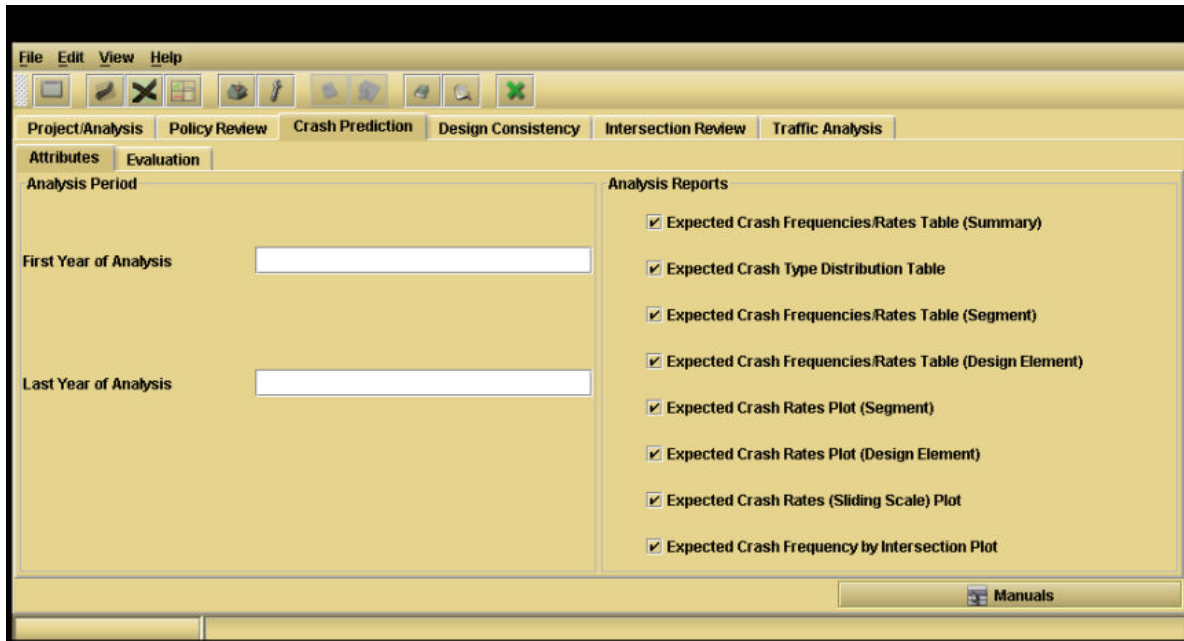 File Edit View Help
Project/Analysis Policy Review Crash Prediction Design Consistency Intersection Review Traffic Analysis
Attributes Evaluation
Analysis Period
First Year of Analysis
Last Year of Analysis
Analysis Reports
Expected Crash Frequencies/Rates Table (Summary)
Expected Crash Type Distribution Table
Expected Crash Frequencies/Rates Table (Segment)
Expected Crash Frequencies/Rates Table (Design Element)
Expected Crash Rates Plot (Segment)
Expected Crash Rates Plot (Design Element)
Expected Crash Rates (Sliding Scale) Plot
Expected Crash Frequency by Intersection Plot
Manuals